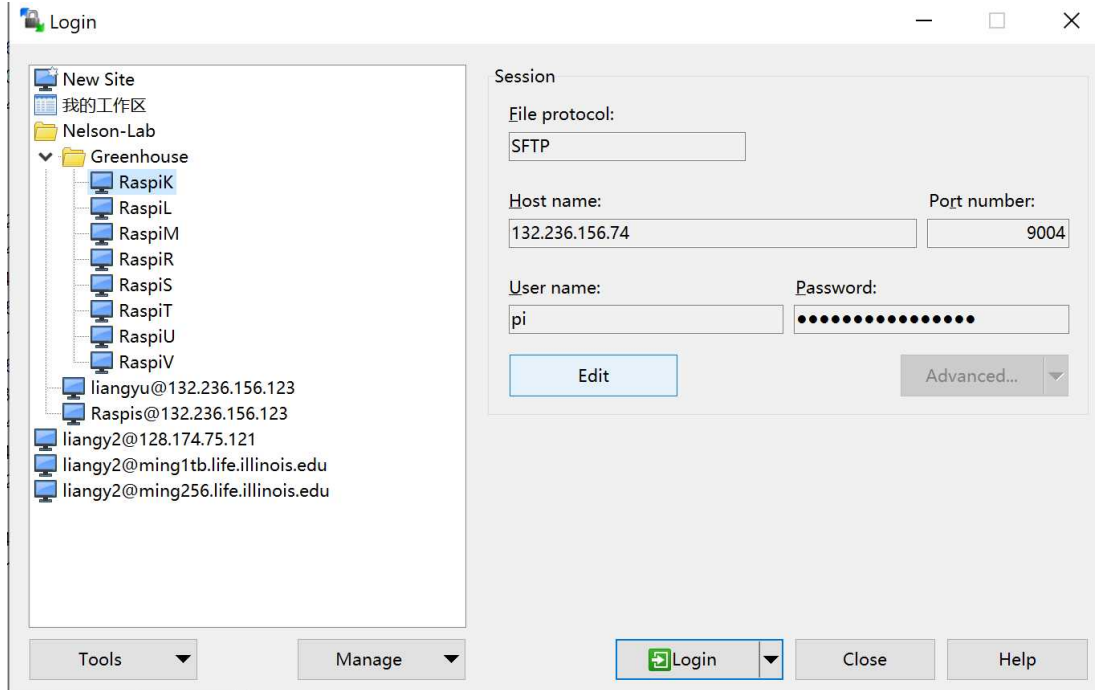 Login
New Site
我的工作区
Nelson-Lab
Greenhouse
RaspiK
RaspiL
RaspiM
RaspiR
RaspiS
RaspiT
RaspiU
RaspiV
liangyu@132.236.156.123
Raspis@132.236.156.123
liangy2@128.174.75.121
liangy2@ming1tb.life.illinois.edu
liangy2@ming256.life.illinois.edu
Session
File protocol:
SFTP
Host name: Port number:
132.236.156.74 9004
User name: Password:
pi ●●●●●●●●●●●●●●●●
Edit Advanced...
Tools Manage Login Close Help